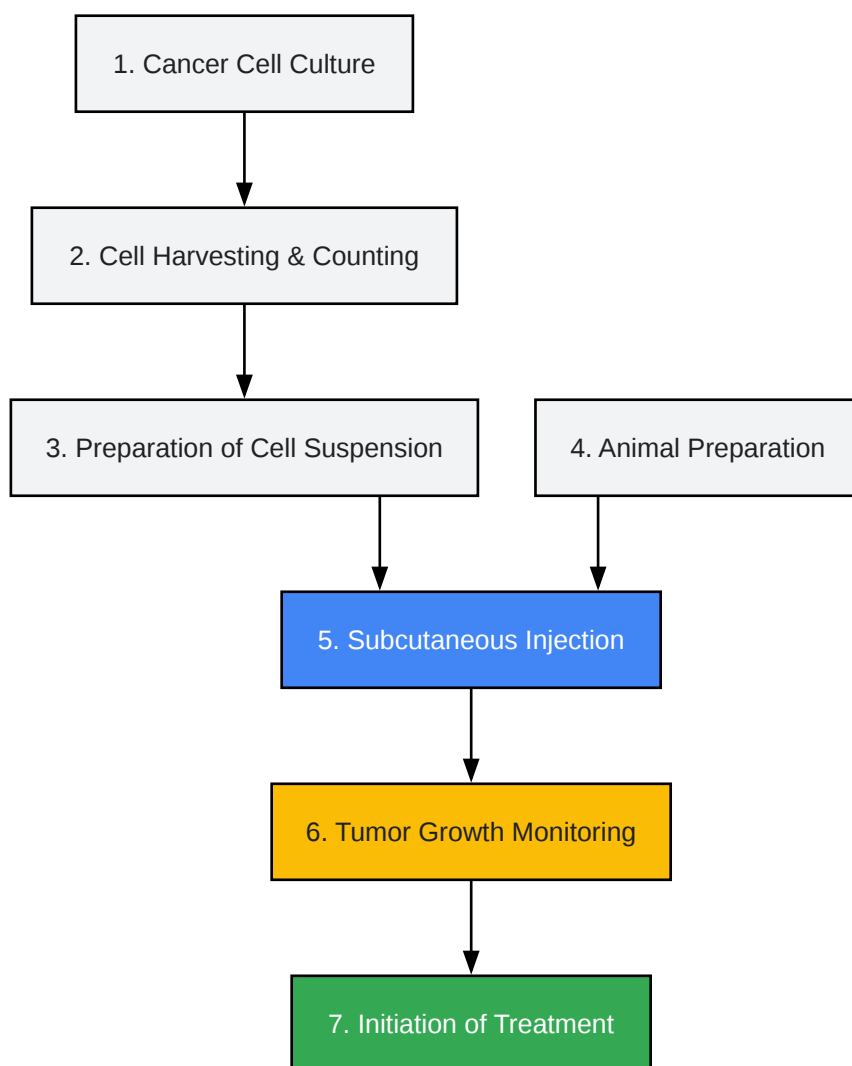 1. Cancer Cell Culture
2. Cell Harvesting & Counting
3. Preparation of Cell Suspension
4. Animal Preparation
5. Subcutaneous Injection
6. Tumor Growth Monitoring
7. Initiation of Treatment